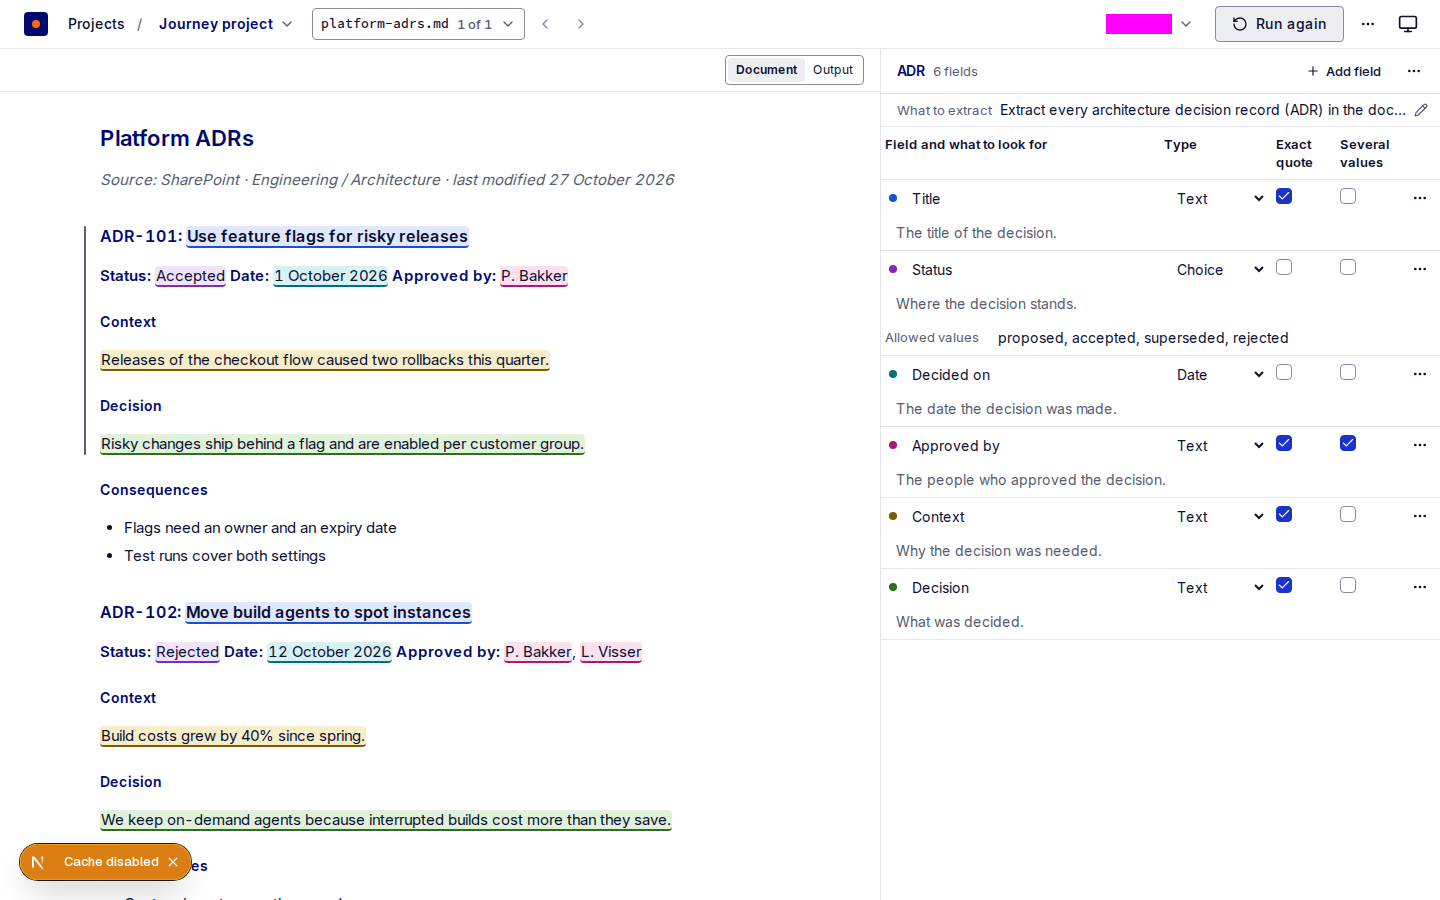 Projects / Journey project platform-adrs.md 1 of 1 Run again
Document Output
ADR 6 fields Add field
What to extract Extract every architecture decision record (ADR) in the doc...
Platform ADRs
Source: SharePoint · Engineering / Architecture · last modified 27 October 2026
ADR-101: Use feature flags for risky releases
Status: Accepted Date: 1 October 2026 Approved by: P. Bakker
Context
Releases of the checkout flow caused two rollbacks this quarter.
Decision
Risky changes ship behind a flag and are enabled per customer group.
Consequences
Flags need an owner and an expiry date
Test runs cover both settings
ADR-102: Move build agents to spot instances
Status: Rejected Date: 12 October 2026 Approved by: P. Bakker, L. Visser
Context
Build costs grew by 40% since spring.
Decision
We keep on-demand agents because interrupted builds cost more than they save.
es
Cache disabled
Field and what to look for Type Exact quote Several values
Title Text
The title of the decision.
Status Choice
Where the decision stands.
Allowed values proposed, accepted, superseded, rejected
Decided on Date
The date the decision was made.
Approved by Text
The people who approved the decision.
Context Text
Why the decision was needed.
Decision Text
What was decided.